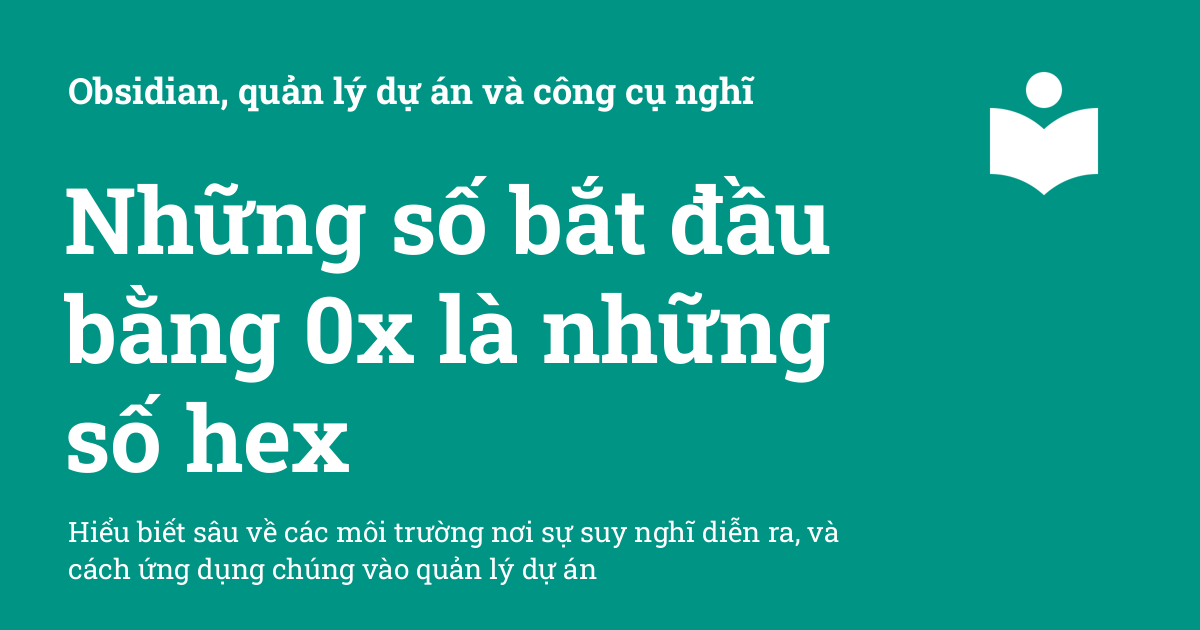 Obsidian, quản lý dự án và công cụ nghĩ
Những số bắt đầu
bằng 0x là những
số hex
Hiểu biết sâu về các môi trường nơi sự suy nghĩ diễn ra, và
cách ứng dụng chúng vào quản lý dự án